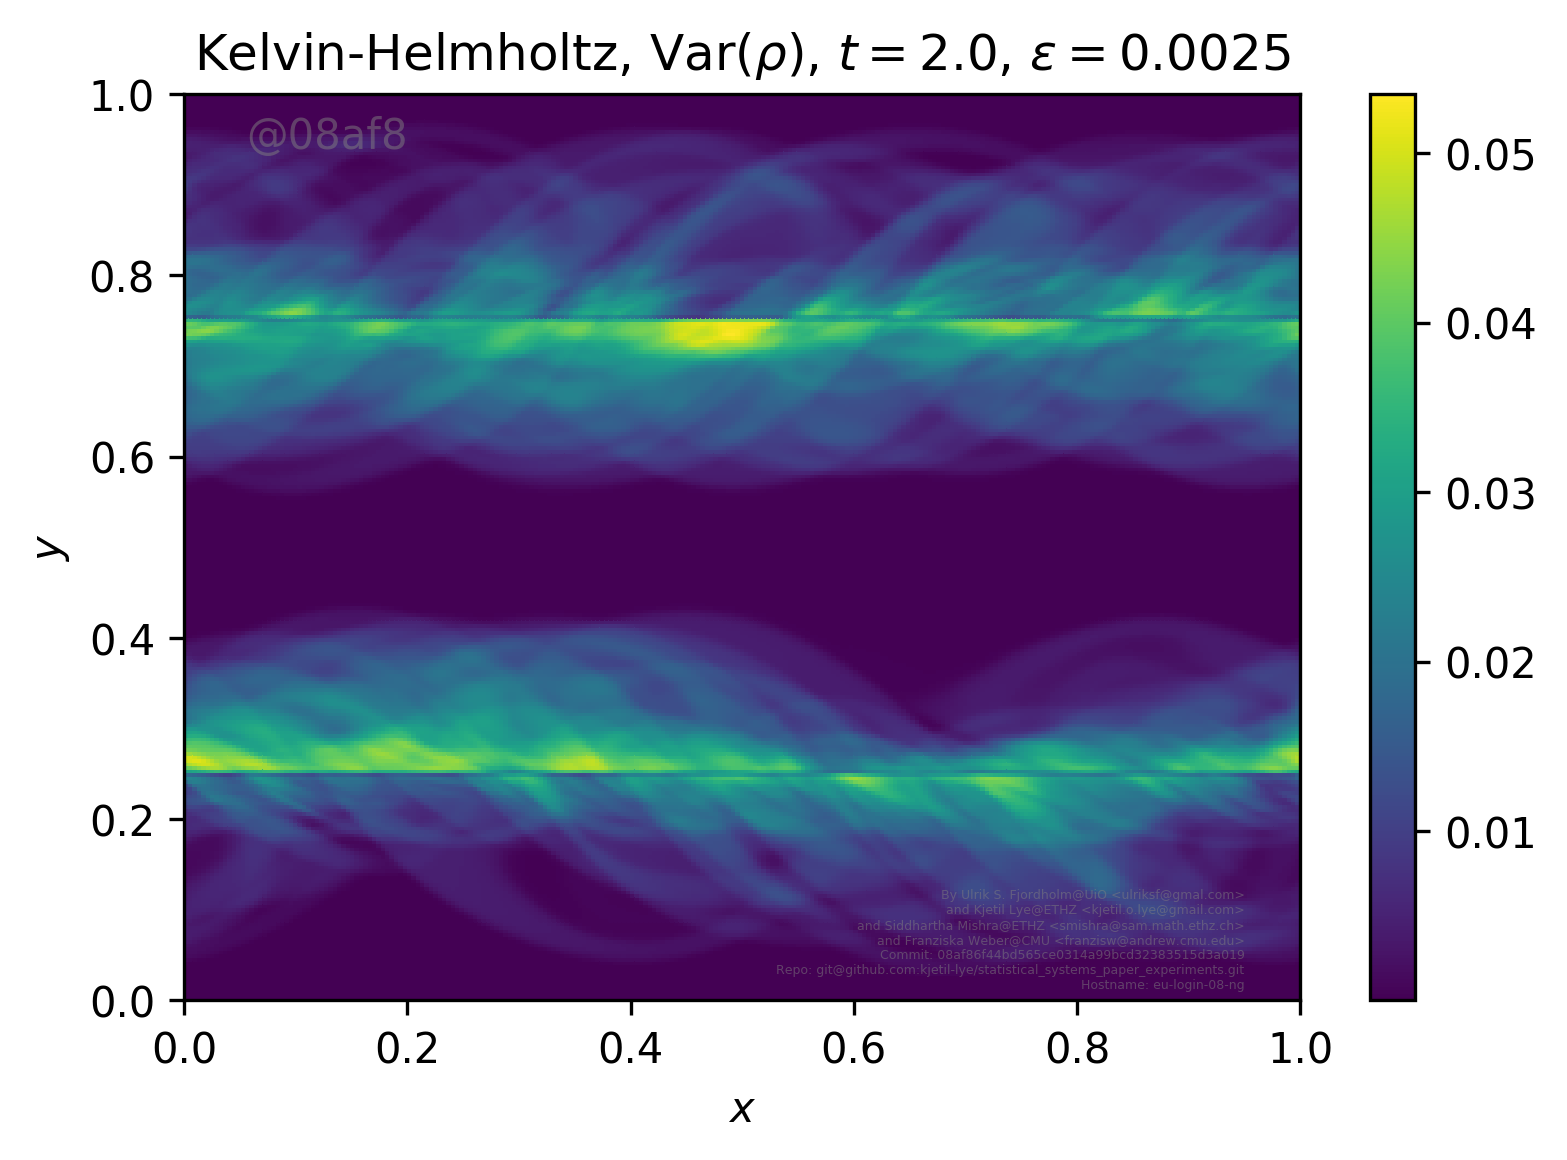 Kelvin-Helmholtz, Var(ρ), t = 2.0, ε = 0.0025
@08af8
1.0
0.8
0.6
0.4
0.2
0.0
y
0.0 0.2 0.4 0.6 0.8 1.0
x
0.05
0.04
0.03
0.02
0.01
By Ulrik S. Fjordholm@UiO <ulriksf@gmal.com>
and Kjetil Lye@ETHZ <kjetil.o.lye@gmail.com>
and Siddhartha Mishra@ETHZ <smishra@sam.math.ethz.ch>
and Franziska Weber@CMU <franzisw@andrew.cmu.edu>
Commit: 08af86f44bd565ce0314a99bcd32383515d3a019
Repo: git@github.com:kjetil-lye/statistical_systems_paper_experiments.git
Hostname: eu-login-08-ng